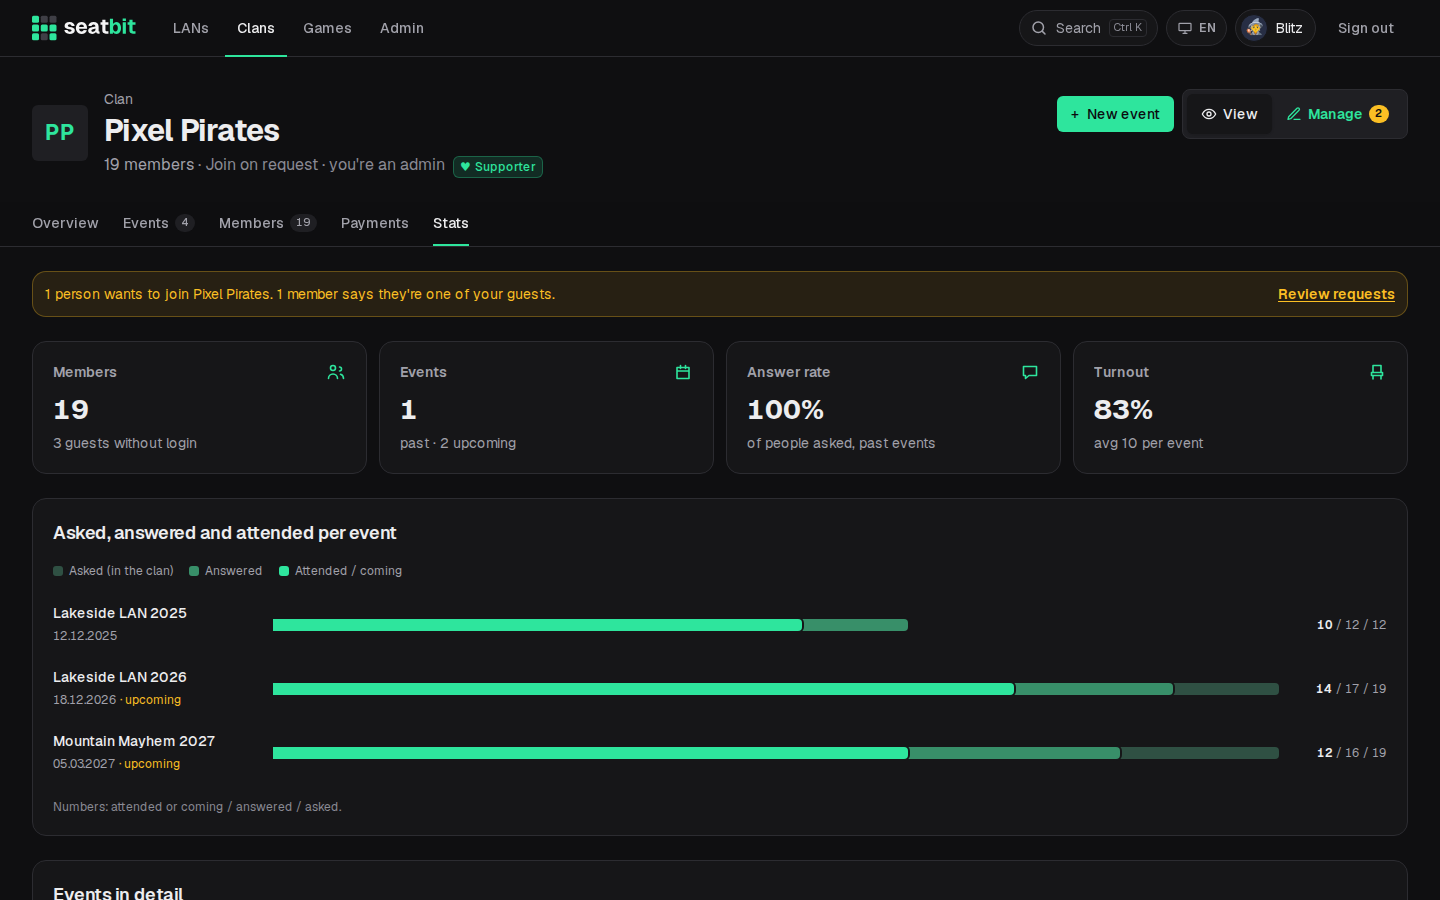 seatbit
LANs
Clans
Games
Admin
Search Ctrl K
EN
Blitz
Sign out
PP
Clan
Pixel Pirates
19 members · Join on request · you're an admin
♥ Supporter
+ New event
View
Manage 2
Overview
Events 4
Members 19
Payments
Stats
1 person wants to join Pixel Pirates. 1 member says they're one of your guests.
Review requests
Members
19
3 guests without login
Events
1
past · 2 upcoming
Answer rate
100%
of people asked, past events
Turnout
83%
avg 10 per event
Asked, answered and attended per event
Asked (in the clan)
Answered
Attended / coming
Lakeside LAN 2025
12.12.2025
10 / 12 / 12
Lakeside LAN 2026
18.12.2026 · upcoming
14 / 17 / 19
Mountain Mayhem 2027
05.03.2027 · upcoming
12 / 16 / 19
Numbers: attended or coming / answered / asked.
Events in detail